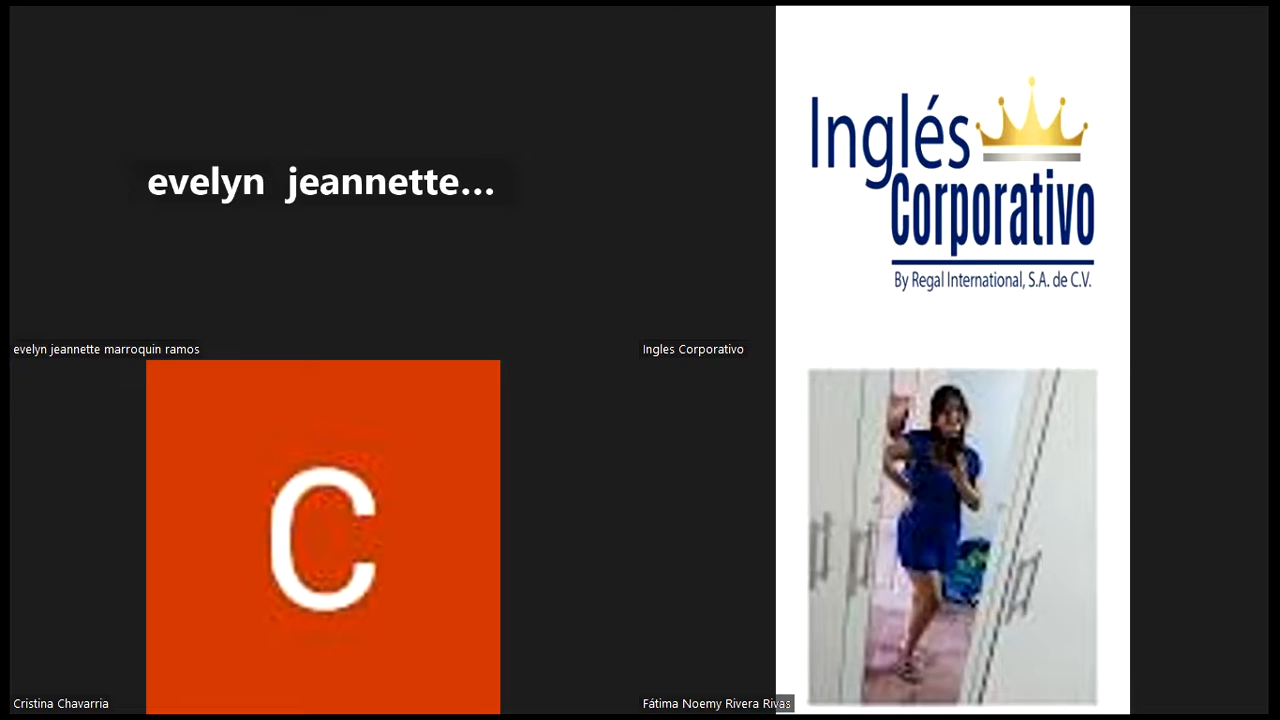 evelyn jeannette...
evelyn jeannette marroquin ramos
Inglés
Corporativo
By Regal International, S.A. de C.V.
Ingles Corporativo
C
Cristina Chavarria
Fátima Noemy Rivera Rivas